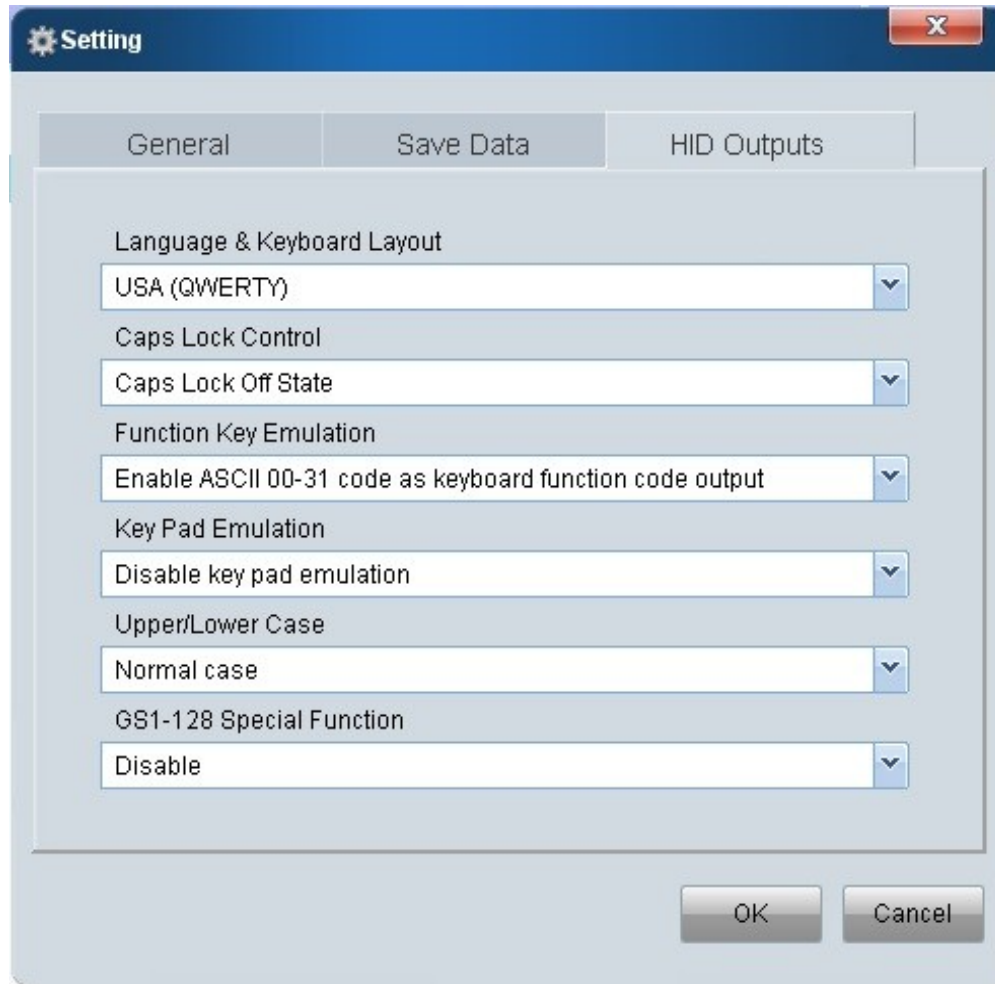 Setting
General Save Data HID Outputs
Language & Keyboard Layout
USA (QWERTY)
Caps Lock Control
Caps Lock Off State
Function Key Emulation
Enable ASCII 00-31 code as keyboard function code output
Key Pad Emulation
Disable key pad emulation
Upper/Lower Case
Normal case
GS1-128 Special Function
Disable
OK Cancel